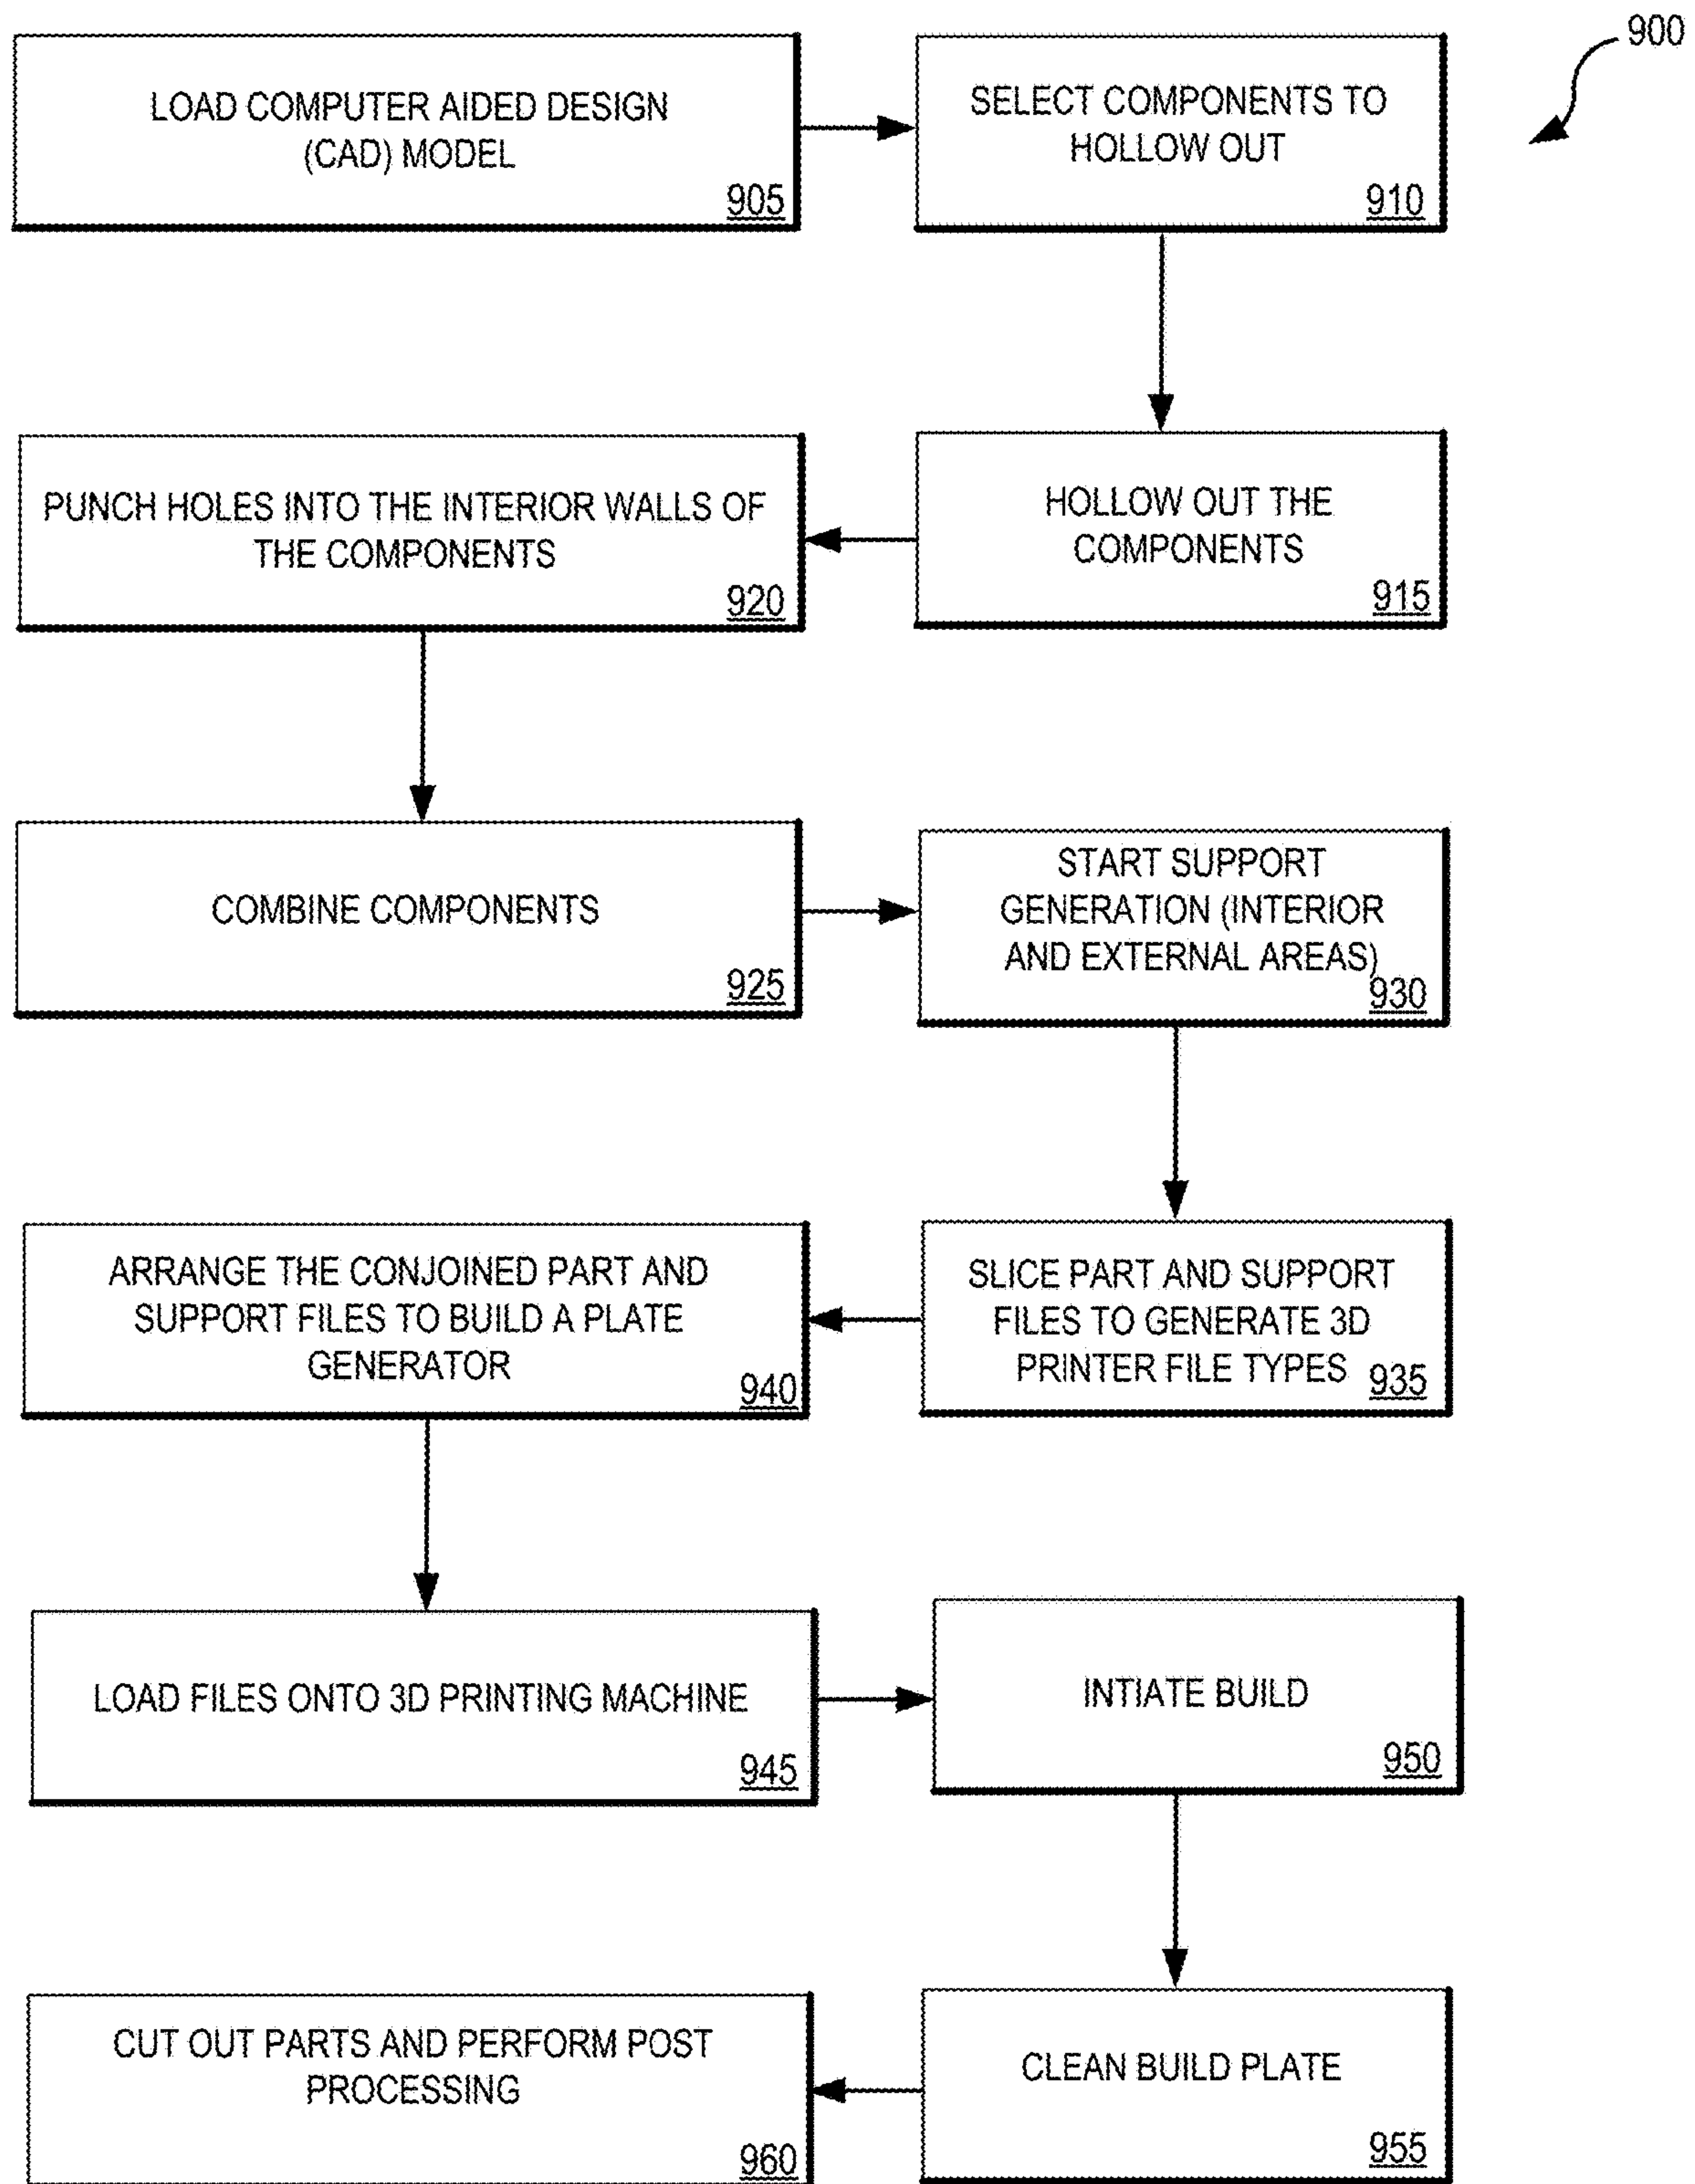 900
LOAD COMPUTER AIDED DESIGN
(CAD) MODEL
905
SELECT COMPONENTS TO
HOLLOW OUT
910
HOLLOW OUT THE
COMPONENTS
915
PUNCH HOLES INTO THE INTERIOR WALLS OF
THE COMPONENTS
920
COMBINE COMPONENTS
925
START SUPPORT
GENERATION (INTERIOR
AND EXTERNAL AREAS)
930
SLICE PART AND SUPPORT
FILES TO GENERATE 3D
PRINTER FILE TYPES
935
ARRANGE THE CONJOINED PART AND
SUPPORT FILES TO BUILD A PLATE
GENERATOR
940
LOAD FILES ONTO 3D PRINTING MACHINE
945
INTIATE BUILD
950
CLEAN BUILD PLATE
955
CUT OUT PARTS AND PERFORM POST
PROCESSING
960